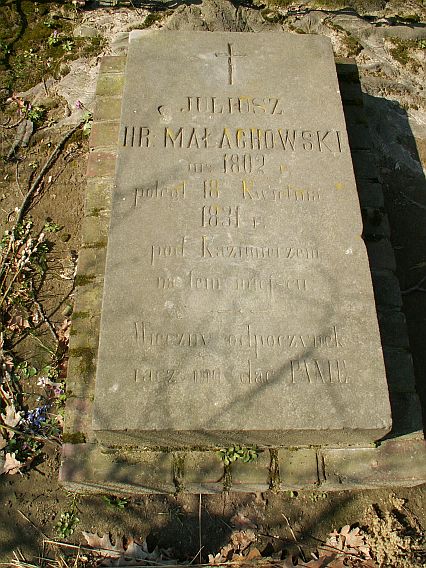 JULIUSZ
HR. MAŁACHOWSKI
ur. 1802 r.
poległ 18 Kwietnia
1831 r.
pod Kazimierzem
na tem miejscu
Wieczny odpoczynek
racz mu dać PANIE